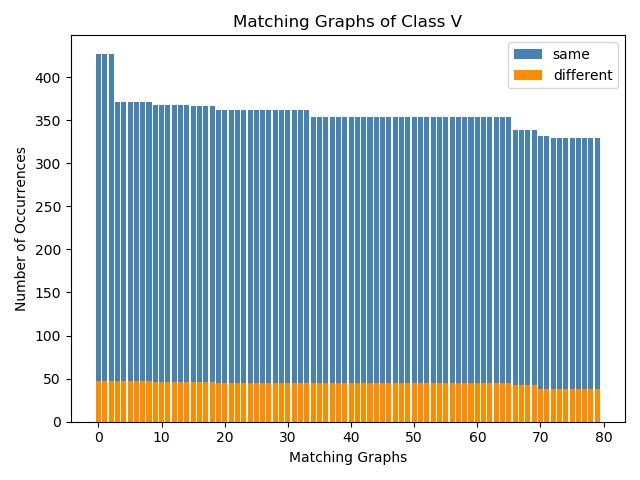 Matching Graphs of Class V
same
different
Number of Occurrences
400
350
300
250
200
150
100
50
0
0 10 20 30 40 50 60 70 80
Matching Graphs